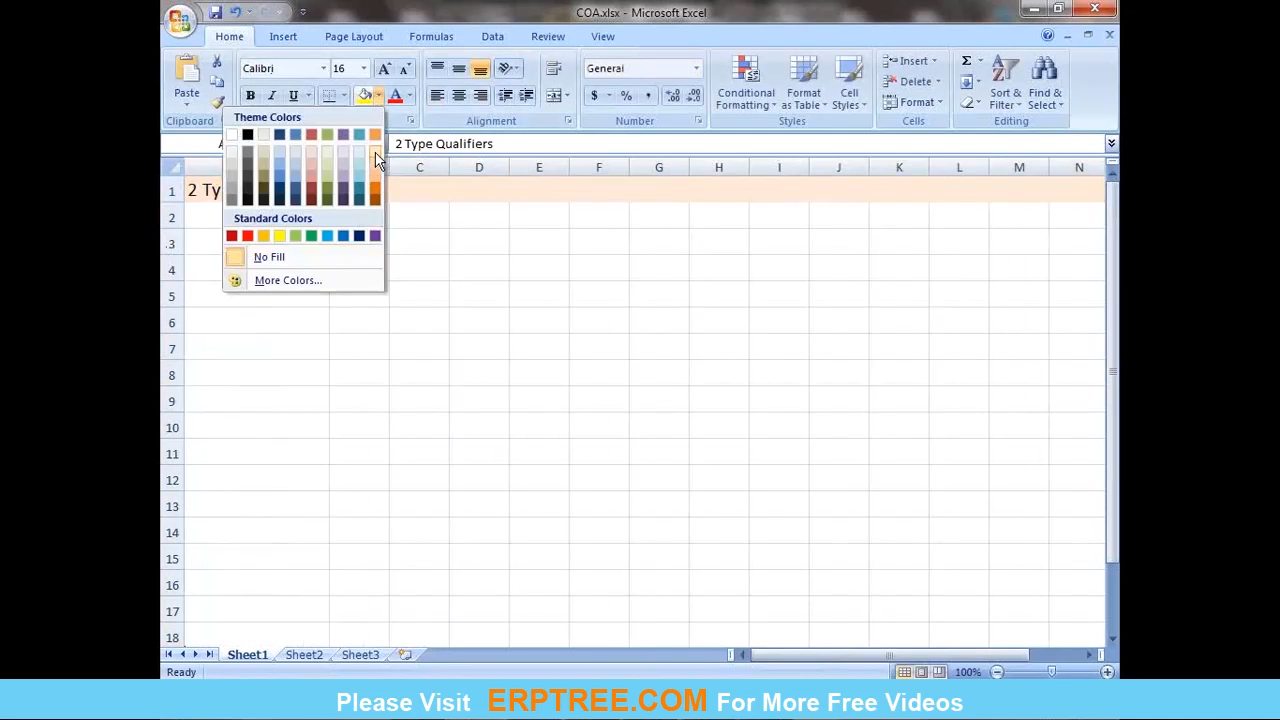 COA.xlsx - Microsoft Excel
Home Insert Page Layout Formulas Data Review View
Paste
Clipboard
Calibri 16
B I U
A
Alignment
General
$ % ,
Number
Conditional Formatting
Format as Table
Cell Styles
Styles
Insert
Delete
Format
Cells
Σ
Sort & Filter
Find & Select
Editing
Theme Colors
Standard Colors
No Fill
More Colors...
2 Type Qualifiers
C D E F G H I J K L M N
1 2 Ty
2
3
4
5
6
7
8
9
10
11
12
13
14
15
16
17
18
Sheet1 Sheet2 Sheet3
Ready
100%
Please Visit ERPTREE.COM For More Free Videos